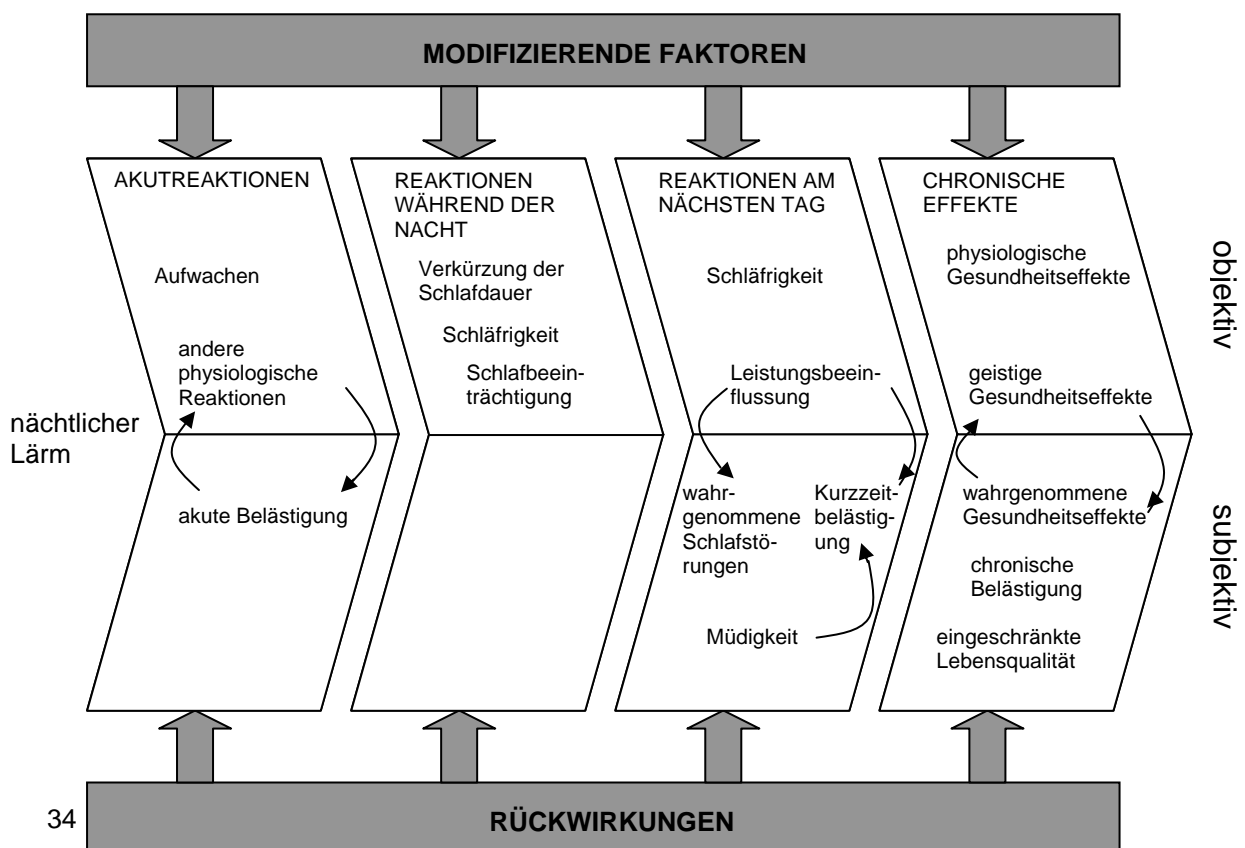 MODIFIZIERENDE FAKTOREN
AKUTREAKTIONEN
Aufwachen
andere
physiologische
Reaktionen
akute Belästigung
REAKTIONEN
WÄHREND DER
NACHT
Verkürzung der
Schlafdauer
Schläfrigkeit
Schlafbeein-
trächtigung
REAKTIONEN AM
NÄCHSTEN TAG
Schläfrigkeit
Leistungsbeein-
flussung
wahr-
genommene
Schlafstö-
rungen
Kurzzeit-
belästig-
ung
Müdigkeit
CHRONISCHE
EFFEKTE
physiologische
Gesundheitseffekte
geistige
Gesundheitseffekte
wahrgenommene
Gesundheitseffekte
chronische
Belästigung
eingeschränkte
Lebensqualität
objektiv
subjektiv
nächtlicher
Lärm
34
RÜCKWIRKUNGEN